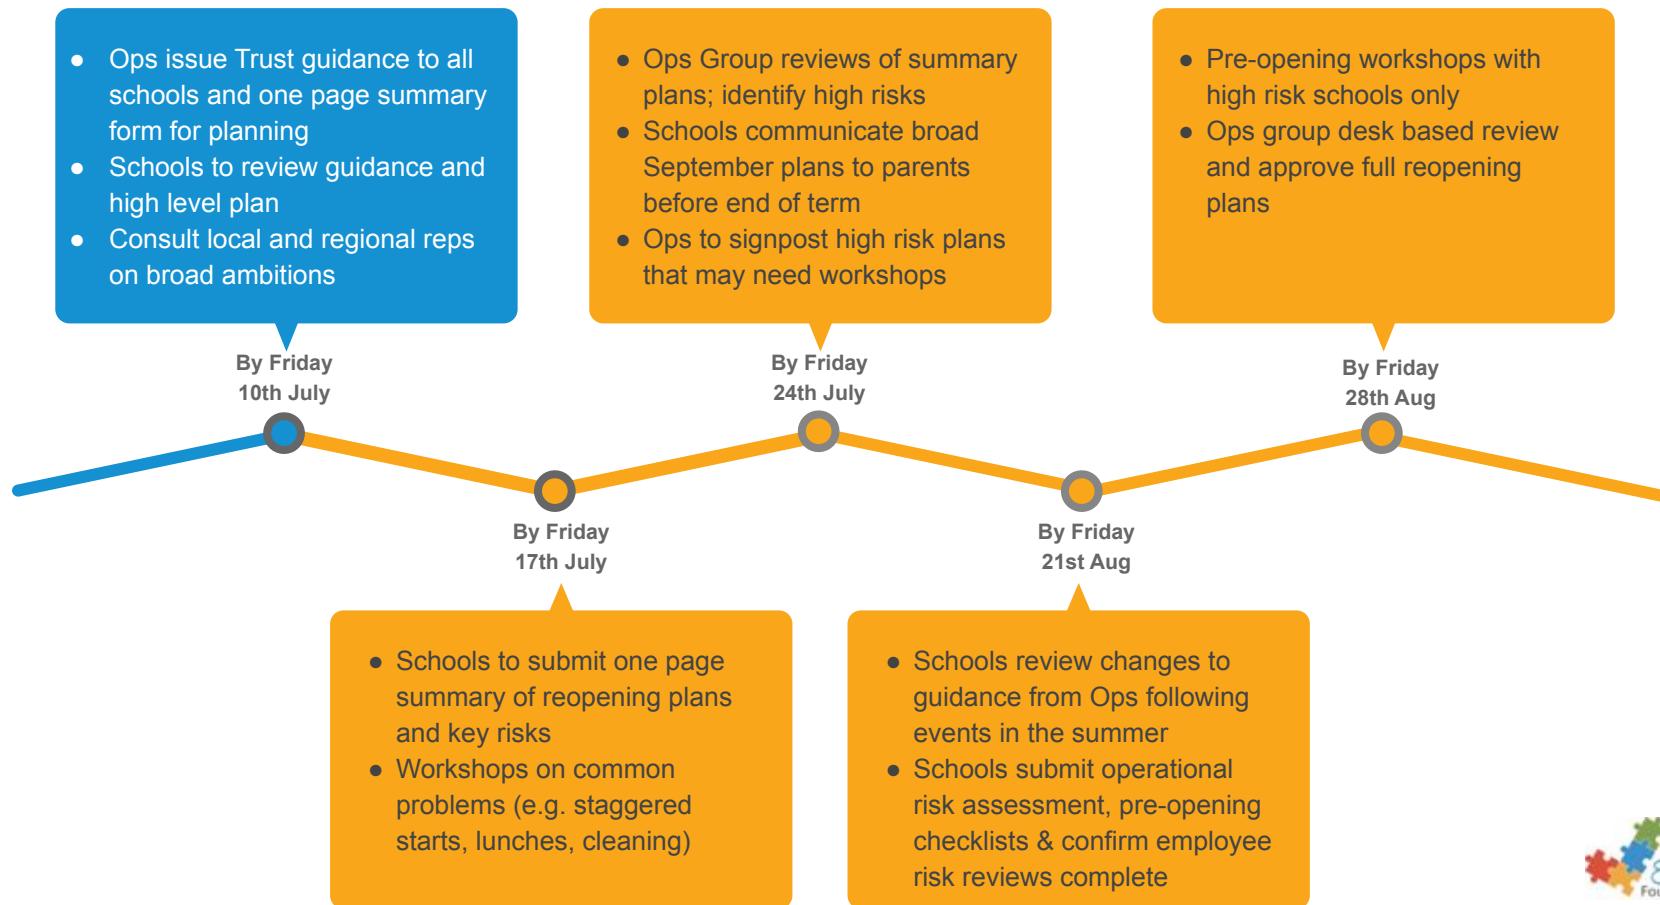 ● Ops issue Trust guidance to all
schools and one page summary
form for planning
● Schools to review guidance and
high level plan
● Consult local and regional reps
on broad ambitions
● Ops Group reviews of summary
plans; identify high risks
● Schools communicate broad
September plans to parents
before end of term
● Ops to signpost high risk plans
that may need workshops
● Pre-opening workshops with
high risk schools only
● Ops group desk based review
and approve full reopening
plans
By Friday
10th July
By Friday
24th July
By Friday
28th Aug
By Friday
17th July
By Friday
21st Aug
● Schools to submit one page
summary of reopening plans
and key risks
● Workshops on common
problems (e.g. staggered
starts, lunches, cleaning)
● Schools review changes to
guidance from Ops following
events in the summer
● Schools submit operational
risk assessment, pre-opening
checklists & confirm employee
risk reviews complete